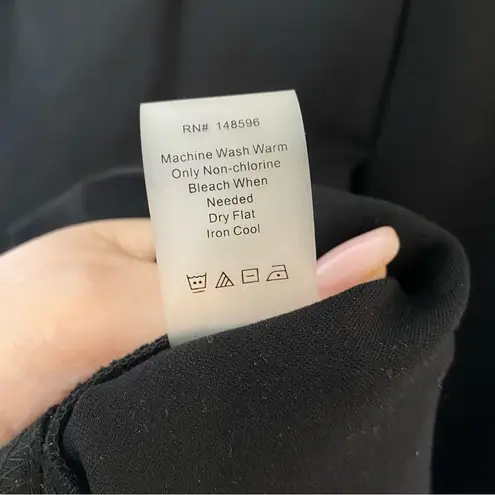 RN# 148596
Machine Wash Warm
Only Non-chlorine
Bleach When
Needed
Dry Flat
Iron Cool